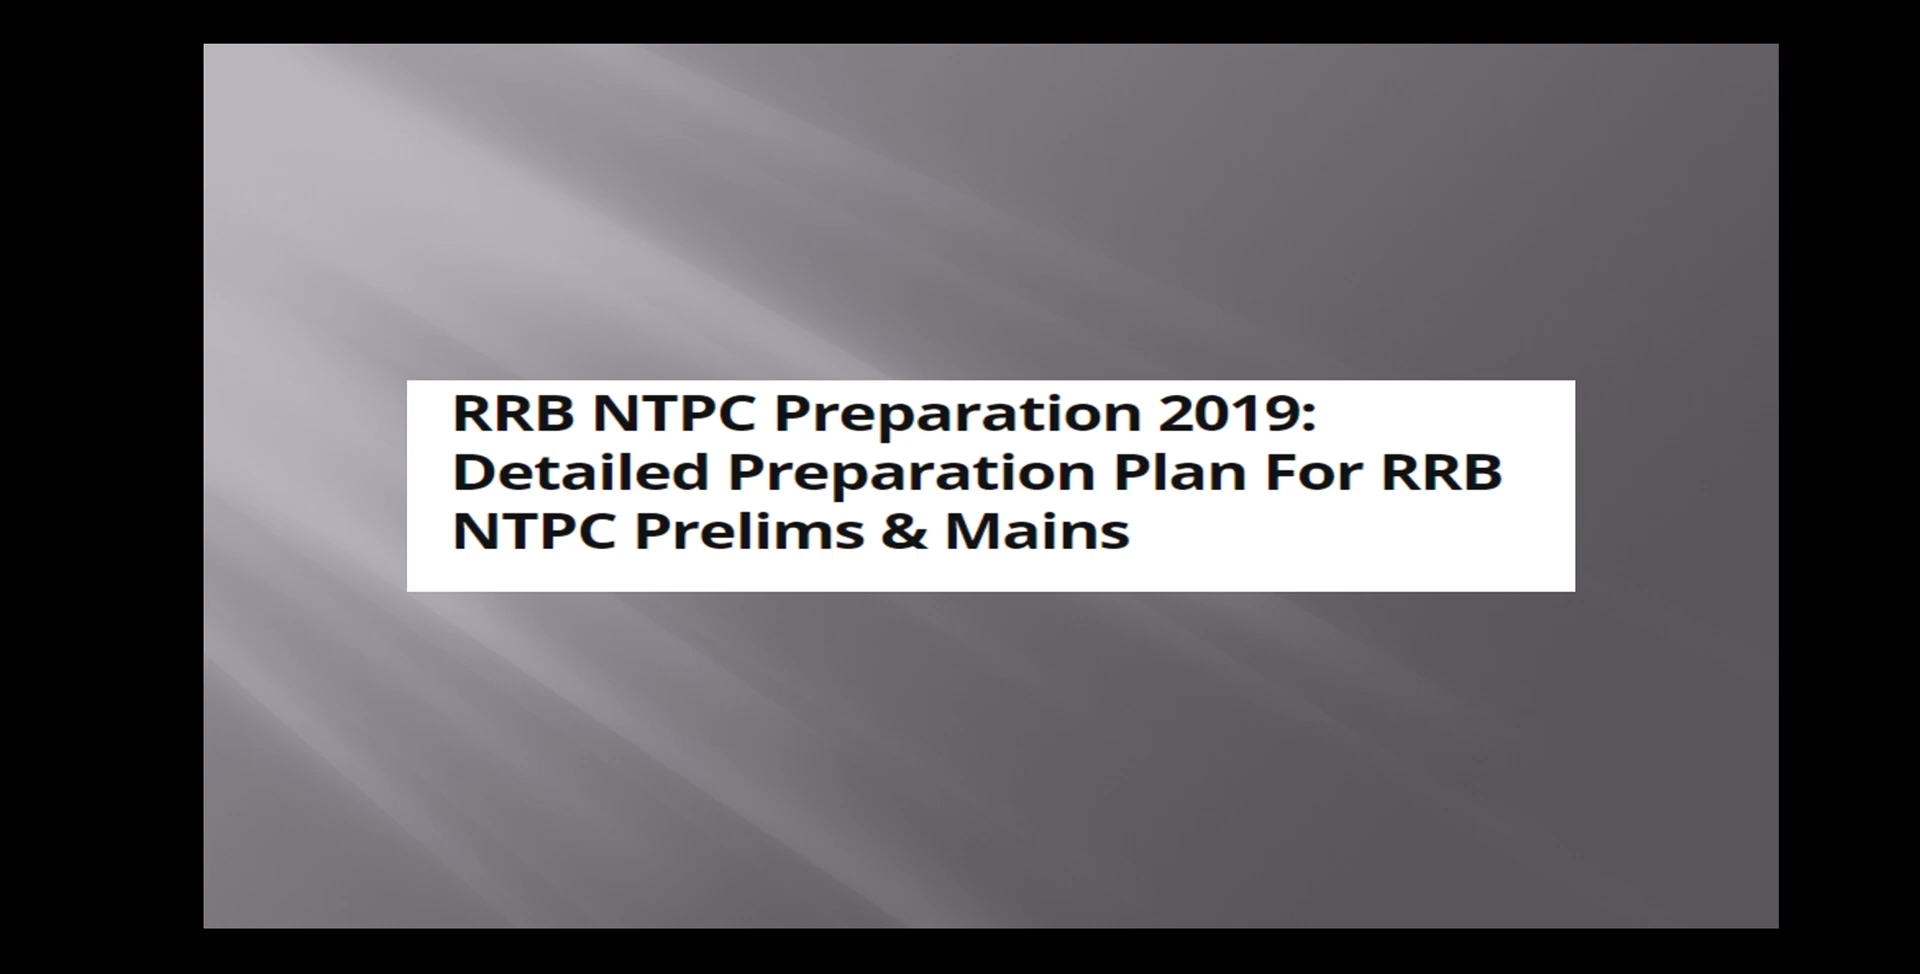 RRB NTPC Preparation 2019:
Detailed Preparation Plan For RRB
NTPC Prelims & Mains